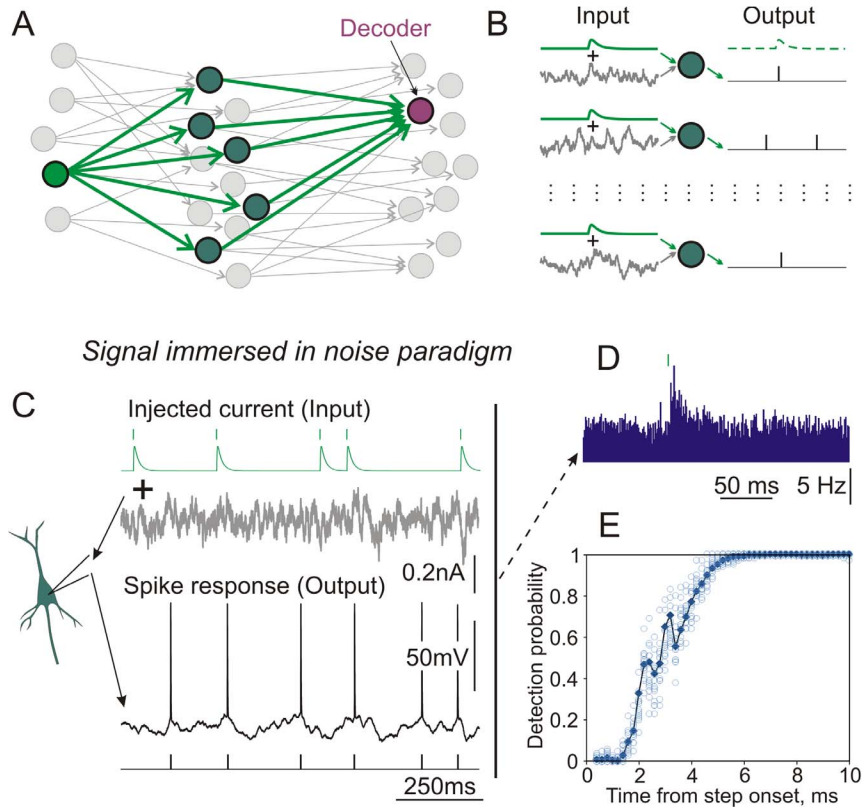 A
Decoder
B
Input
Output
+
+
+
Signal immersed in noise paradigm
C
Injected current (Input)
+
0.2nA
Spike response (Output)
50mV
250ms
D
50 ms
5 Hz
E
Detection probability
1
0.8
0.6
0.4
0.2
0
0
2
4
6
8
10
Time from step onset, ms